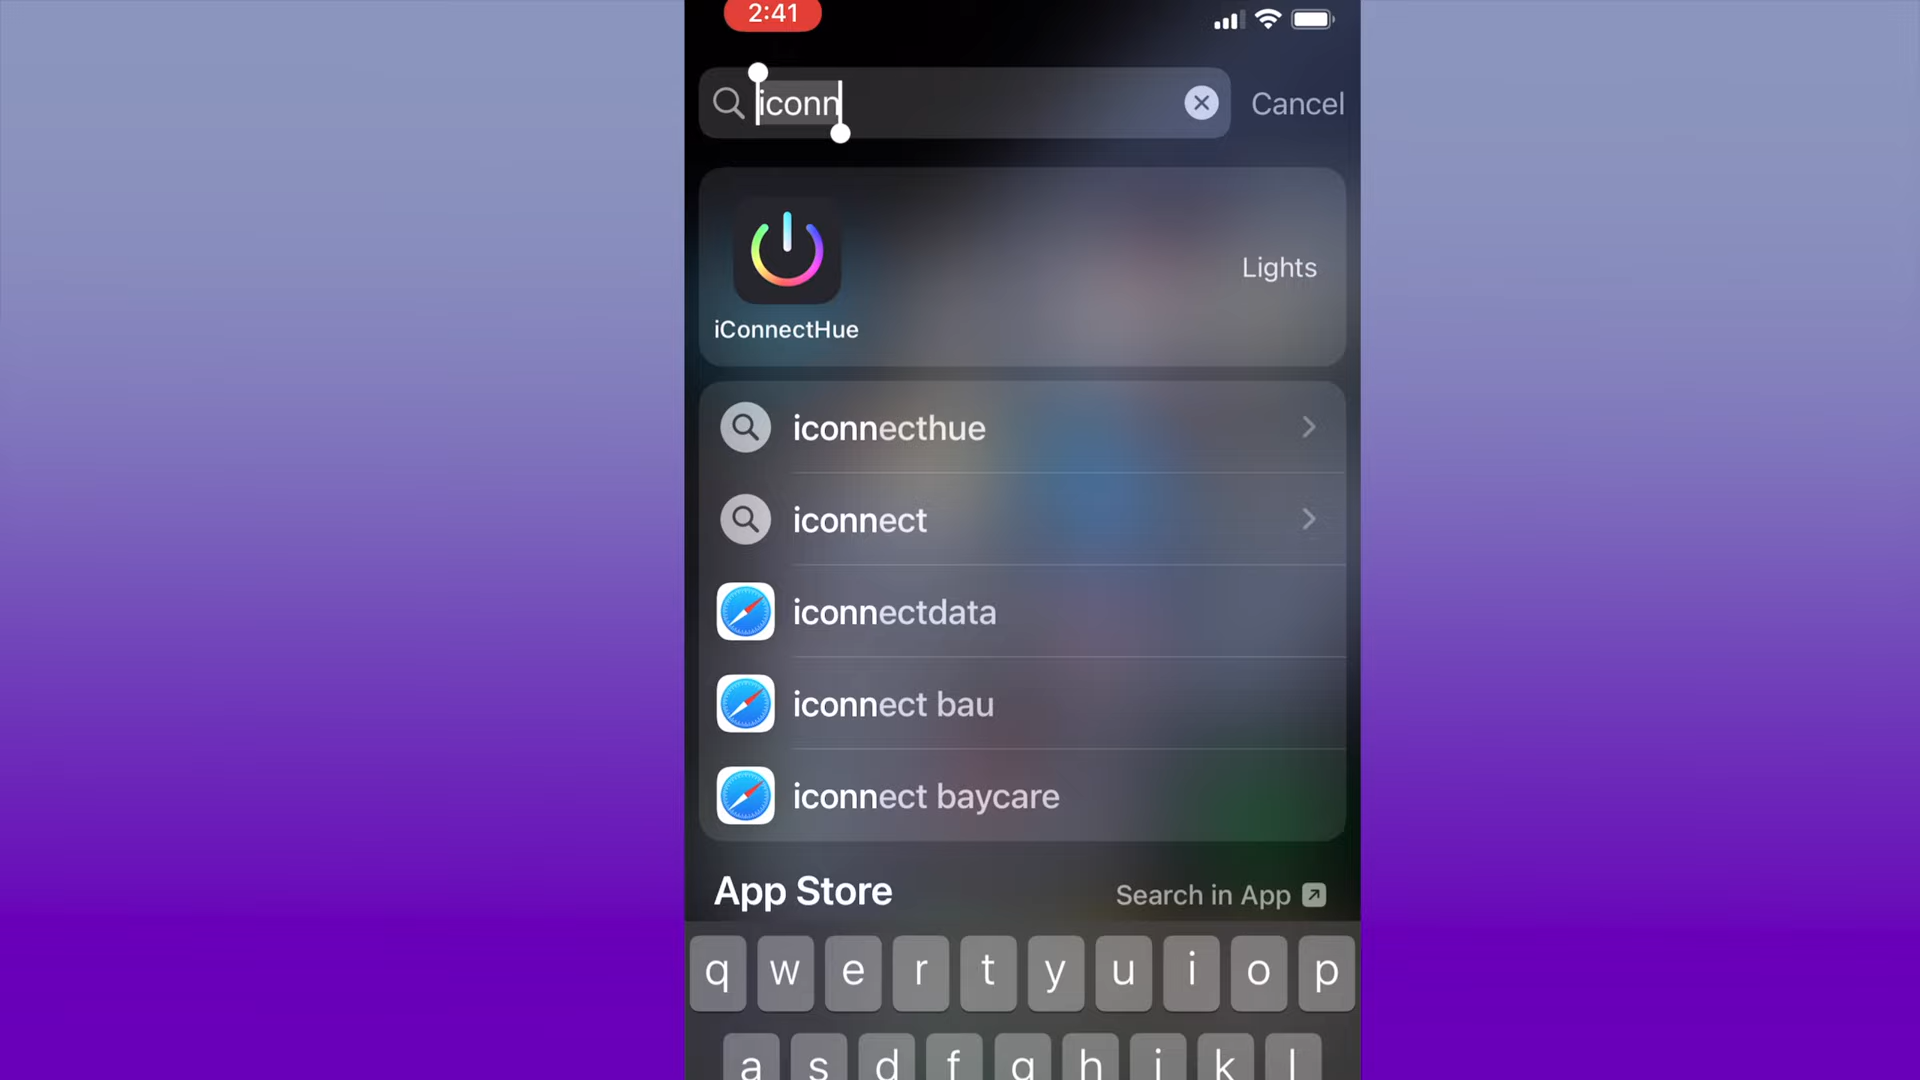 2:41
iconn
Cancel
Lights
iConnectHue
iconnecthue
iconnect
iconnectdata
iconnect bau
iconnect baycare
App Store
Search in App
q w e r t y u i o p
a s d f g h j k l